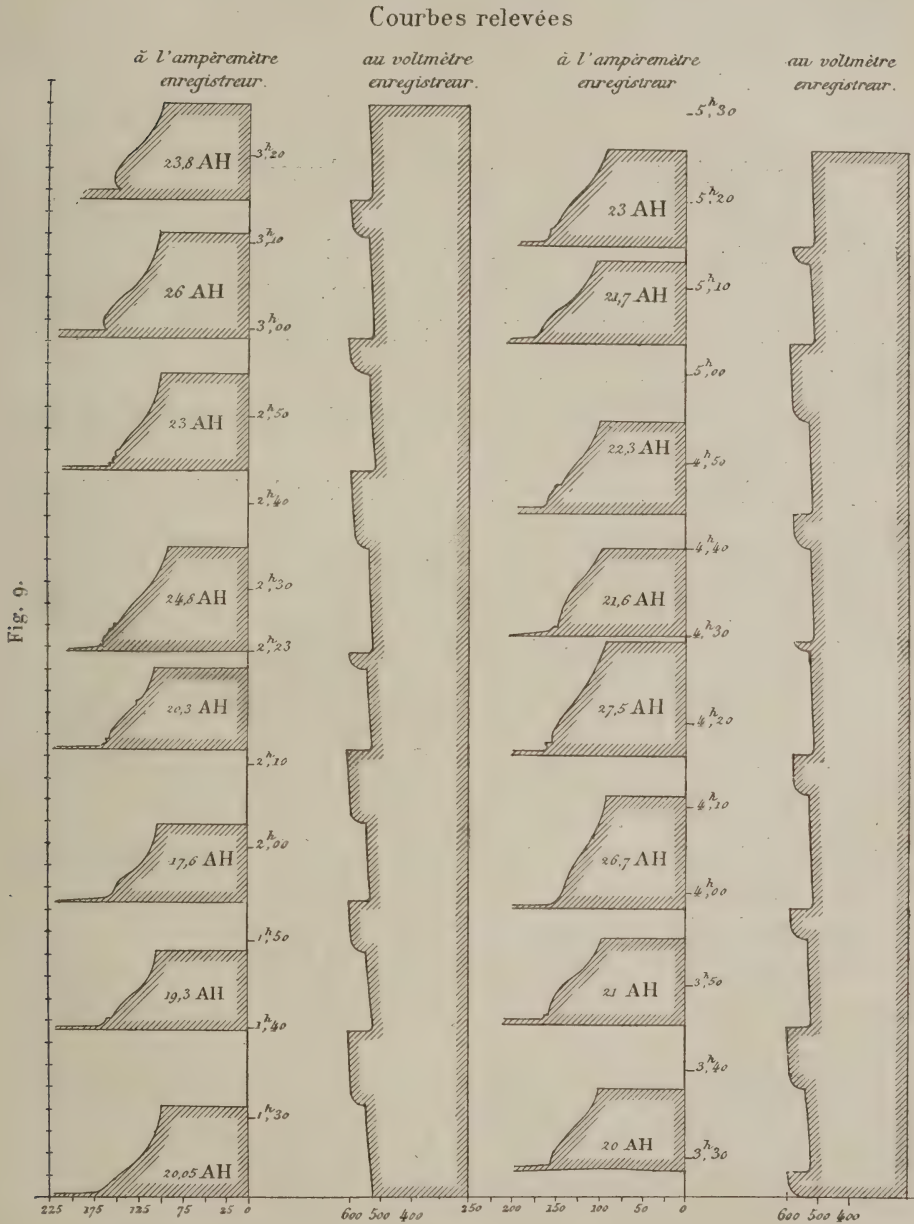 Courbes relevées
à l'ampèremètre
enregistreur.
au voltmètre
enregistreur.
à l'ampèremètre
enregistreur
au voltmètre
enregistreur.
Fig. 9.
23,8 AH
3h,20
3h,10
26 AH
3h,00
23 AH
2h,50
2h,40
24,8 AH
2h,30
2h,23
20,3 AH
2h,10
17,6 AH
2h,00
1h,50
19,3 AH
1h,40
1h,30
20,05 AH
225 175 125 75 25 0
600 500 400 250
5h,30
23 AH
5h,20
21,7 AH
5h,10
5h,00
22,3 AH
4h,50
4h,40
21,6 AH
4h,30
27,5 AH
4h,20
4h,10
26,7 AH
4h,00
21 AH
3h,50
3h,40
20 AH
3h,30
200 150 100 50 0
600 500 400